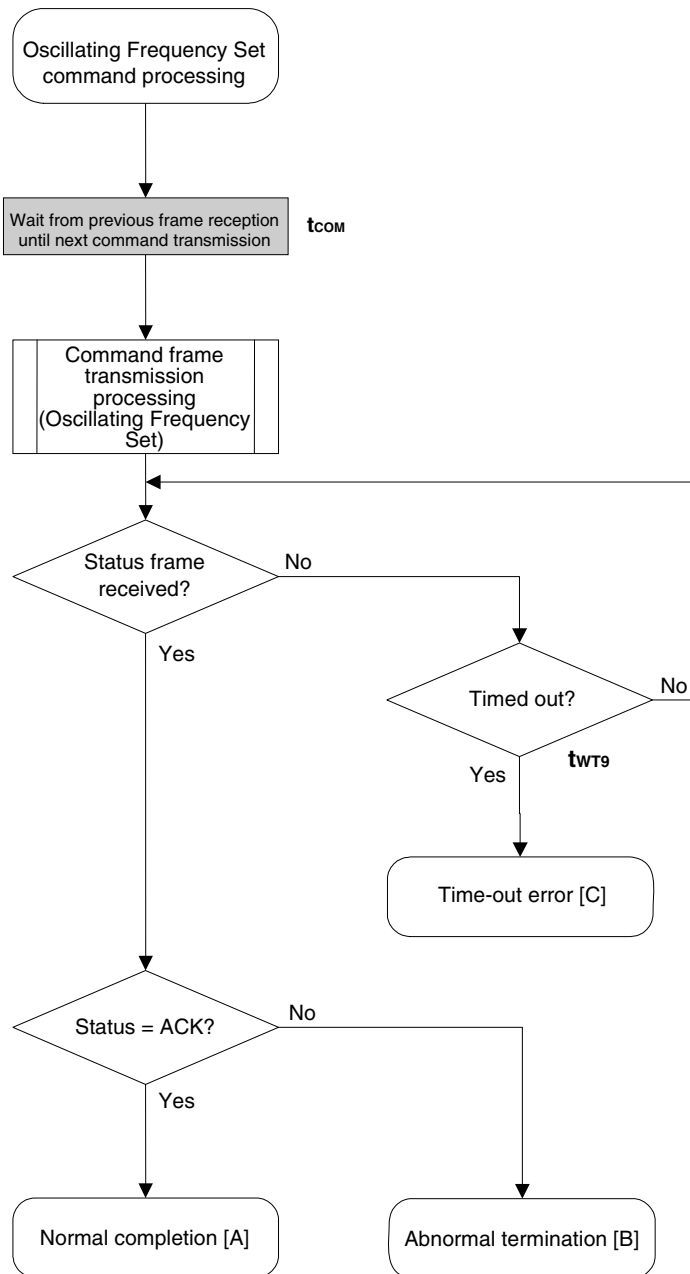 Oscillating Frequency Set
command processing
Wait from previous frame reception
until next command transmission
tCOM
Command frame
transmission
processing
(Oscillating Frequency
Set)
Status frame
received?
No
Yes
Timed out?
No
tWT9
Yes
Time-out error [C]
Status = ACK?
No
Yes
Normal completion [A]
Abnormal termination [B]